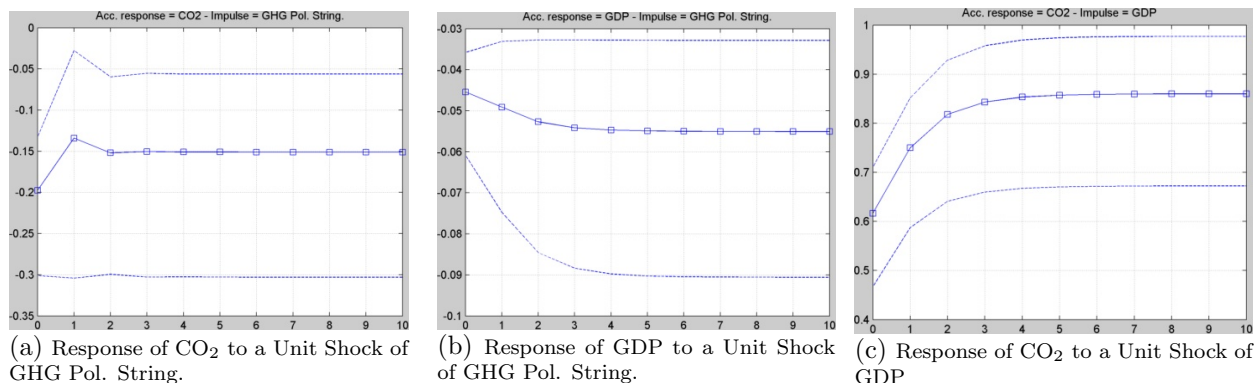 Acc. response = CO2 - Impulse = GHG Pol. String.
0
-0.05
-0.1
-0.15
-0.2
-0.25
-0.3
-0.35
0 1 2 3 4 5 6 7 8 9 10
(a) Response of CO₂ to a Unit Shock of
GHG Pol. String.
Acc. response = GDP - Impulse = GHG Pol. String.
-0.03
-0.04
-0.05
-0.06
-0.07
-0.08
-0.09
-0.1
0 1 2 3 4 5 6 7 8 9 10
(b) Response of GDP to a Unit Shock
of GHG Pol. String.
Acc. response = CO2 - Impulse = GDP
1
0.9
0.8
0.7
0.6
0.5
0.4
0 1 2 3 4 5 6 7 8 9 10
(c) Response of CO₂ to a Unit Shock of
GDP